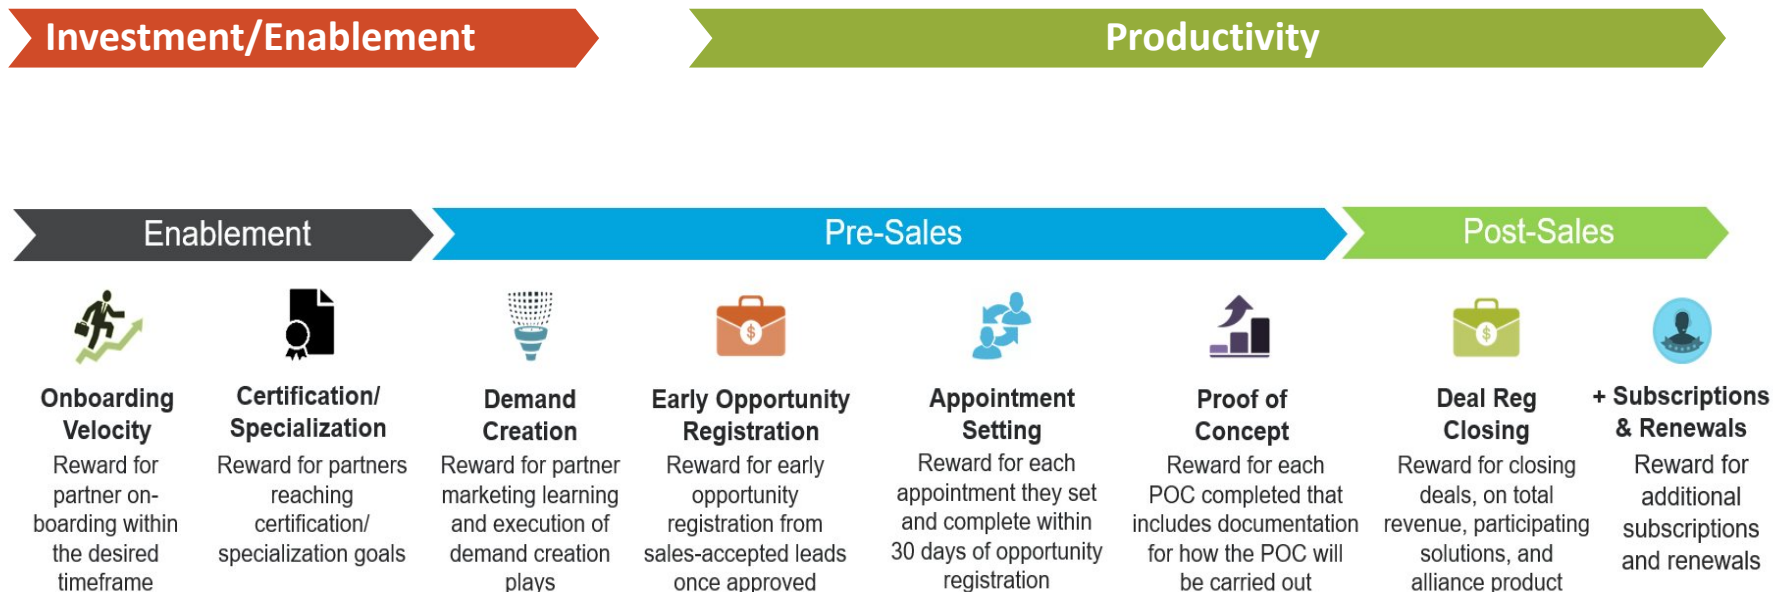 Investment/Enablement
Productivity
Enablement
Pre-Sales
Post-Sales
Onboarding
Velocity
Reward for
partner on-
boarding within
the desired
timeframe
Certification/
Specialization
Reward for partners
reaching
certification/
specialization goals
Demand
Creation
Reward for partner
marketing learning
and execution of
demand creation
plays
Early Opportunity
Registration
Reward for early
opportunity
registration from
sales-accepted leads
once approved
Appointment
Setting
Reward for each
appointment they set
and complete within
30 days of opportunity
registration
Proof of
Concept
Reward for each
POC completed that
includes documentation
for how the POC will
be carried out
$
Deal Reg
Closing
Reward for closing
deals, on total
revenue, participating
solutions, and
alliance product
$
+ Subscriptions
& Renewals
Reward for
additional
subscriptions
and renewals